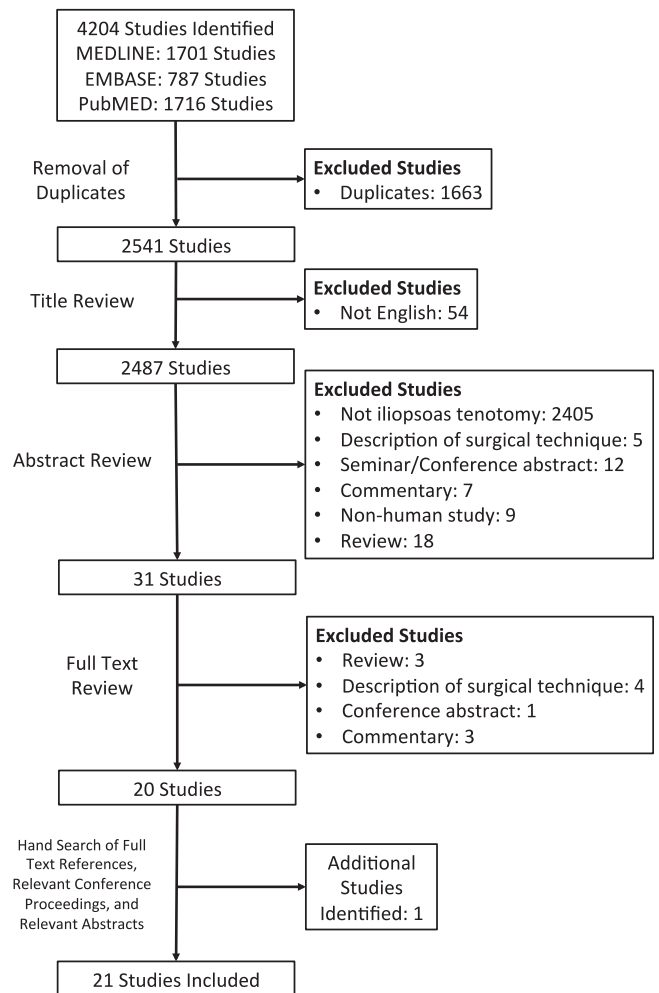 4204 Studies Identified
MEDLINE: 1701 Studies
EMBASE: 787 Studies
PubMED: 1716 Studies
Removal of
Duplicates
Excluded Studies
• Duplicates: 1663
2541 Studies
Title Review
Excluded Studies
• Not English: 54
2487 Studies
Abstract Review
Excluded Studies
• Not iliopsoas tenotomy: 2405
• Description of surgical technique: 5
• Seminar/Conference abstract: 12
• Commentary: 7
• Non-human study: 9
• Review: 18
31 Studies
Full Text
Review
Excluded Studies
• Review: 3
• Description of surgical technique: 4
• Conference abstract: 1
• Commentary: 3
20 Studies
Hand Search of Full
Text References,
Relevant Conference
Proceedings, and
Relevant Abstracts
Additional
Studies
Identified: 1
21 Studies Included